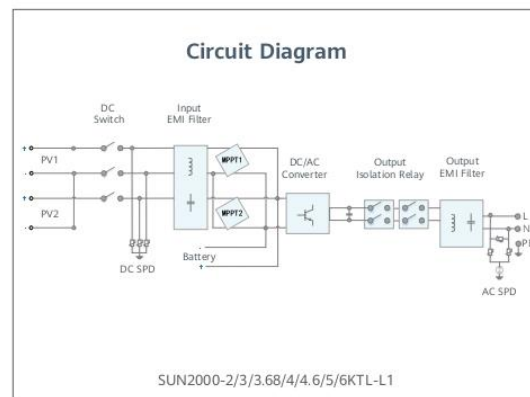 Circuit Diagram
DC
Switch
Input
EMI Filter
PV1
PV2
MPPT1
MPPT2
DC/AC
Converter
Output
Isolation Relay
Output
EMI Filter
L
N
DC SPD
-
Battery
+
AC SPD
SUN2000-2/3/3.68/4/4.6/5/6KTL-L1